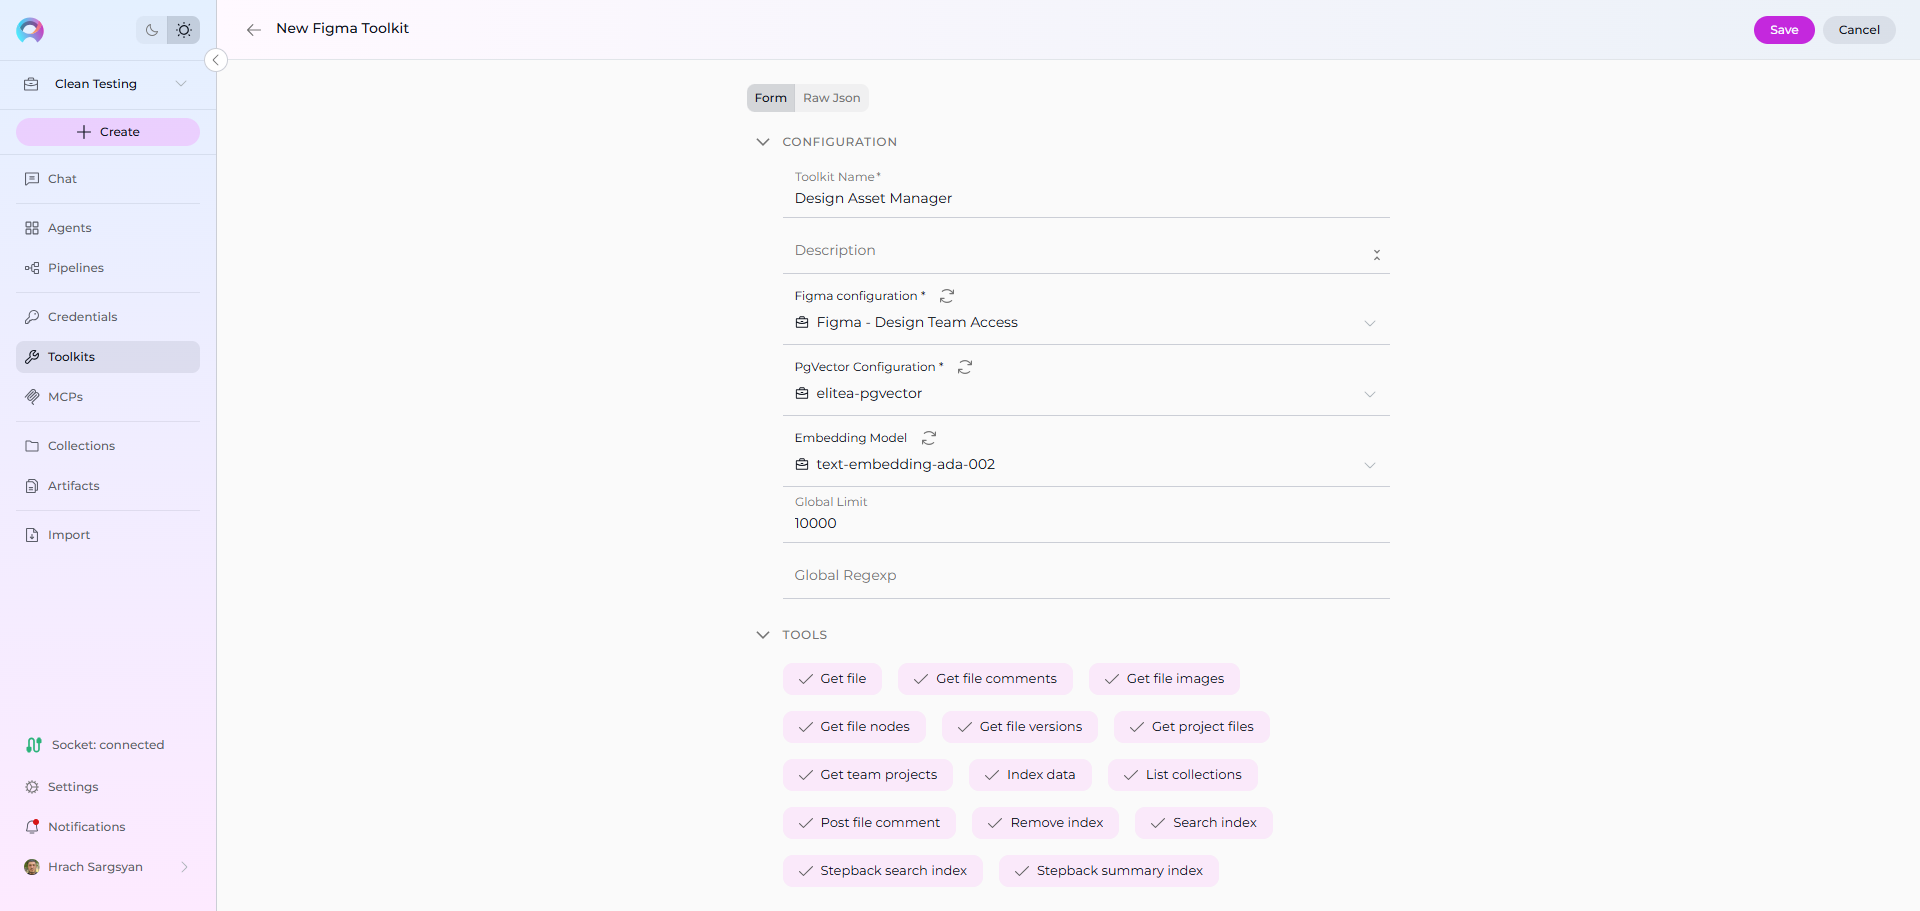 New Figma Toolkit
Save
Cancel
Clean Testing
Create
Chat
Agents
Pipelines
Credentials
Toolkits
MCPs
Collections
Artifacts
Import
Socket: connected
Settings
Notifications
Hrach Sargsyan
Form
Raw Json
CONFIGURATION
Toolkit Name*
Design Asset Manager
Description
Figma configuration *
Figma - Design Team Access
PgVector Configuration *
elitea-pgvector
Embedding Model
text-embedding-ada-002
Global Limit
10000
Global Regexp
TOOLS
Get file
Get file comments
Get file images
Get file nodes
Get file versions
Get project files
Get team projects
Index data
List collections
Post file comment
Remove index
Search index
Stepback search index
Stepback summary index